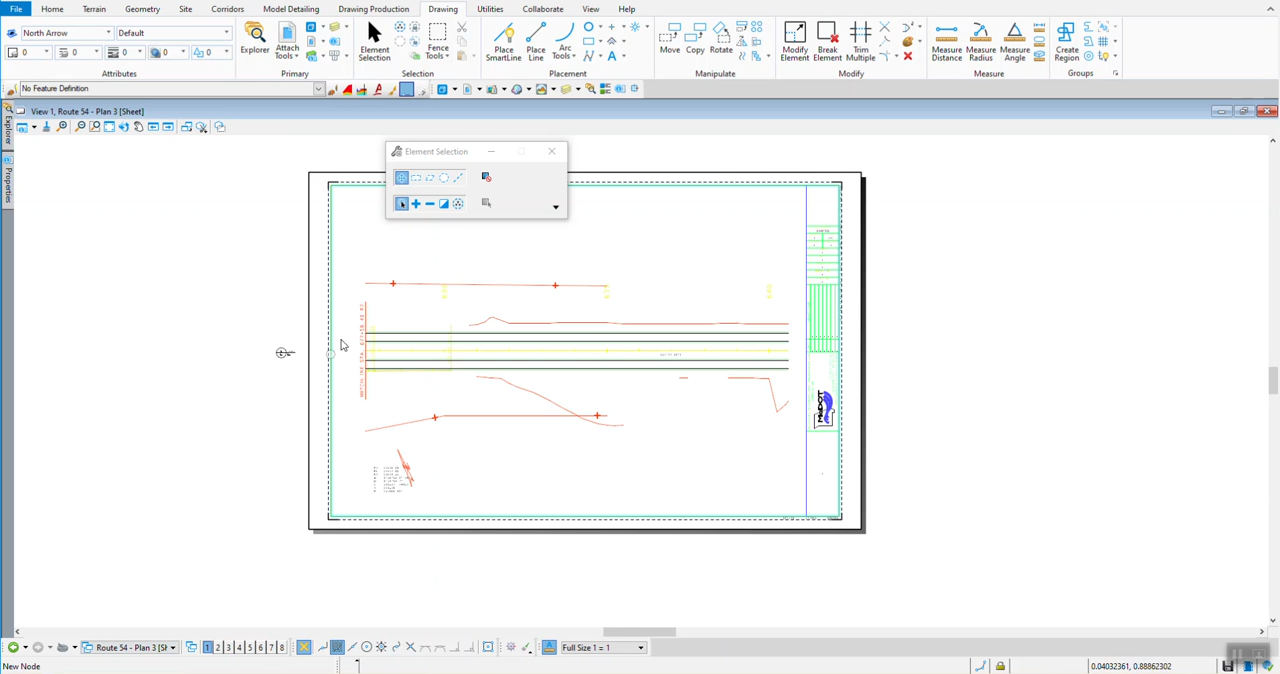 File Home Terrain Geometry Site Corridors Model Detailing Drawing Production Drawing Utilities Collaborate View Help
North Arrow Default
0 0 0 0 0
Explorer Attach Tools Element Selection Fence Tools Place SmartLine Place Line Arc Tools Move Copy Rotate Modify Element Break Element Trim Multiple Measure Distance Measure Radius Measure Angle Create Region
Attributes Primary Selection Placement Manipulate Modify Measure Groups
No Feature Definition
View 1, Route 54 - Plan 3 [Sheet]
Explorer
Properties
Element Selection
MDOT
Route 54 - Plan 3 [Sh 1 2 3 4 5 6 7 8 Full Size 1 = 1
New Node 0.04032361, 0.88862302